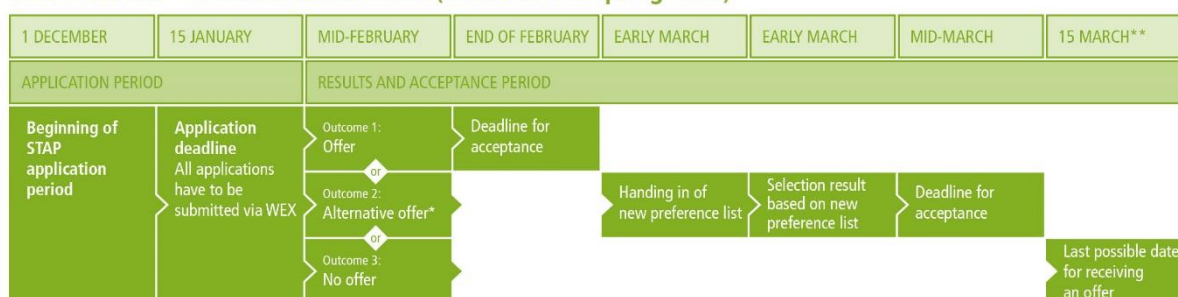 1 DECEMBER
15 JANUARY
MID-FEBRUARY
END OF FEBRUARY
EARLY MARCH
EARLY MARCH
MID-MARCH
15 MARCH**
APPLICATION PERIOD
RESULTS AND ACCEPTANCE PERIOD
Beginning of
STAP
application
period
Application
deadline
All applications
have to be
submitted via WEX
Outcome 1:
Offer
Deadline for
acceptance
or
Outcome 2:
Alternative offer*
Handing in of
new preference list
Selection result
based on new
preference list
Deadline for
acceptance
or
Outcome 3:
No offer
Last possible date
for receiving
an offer